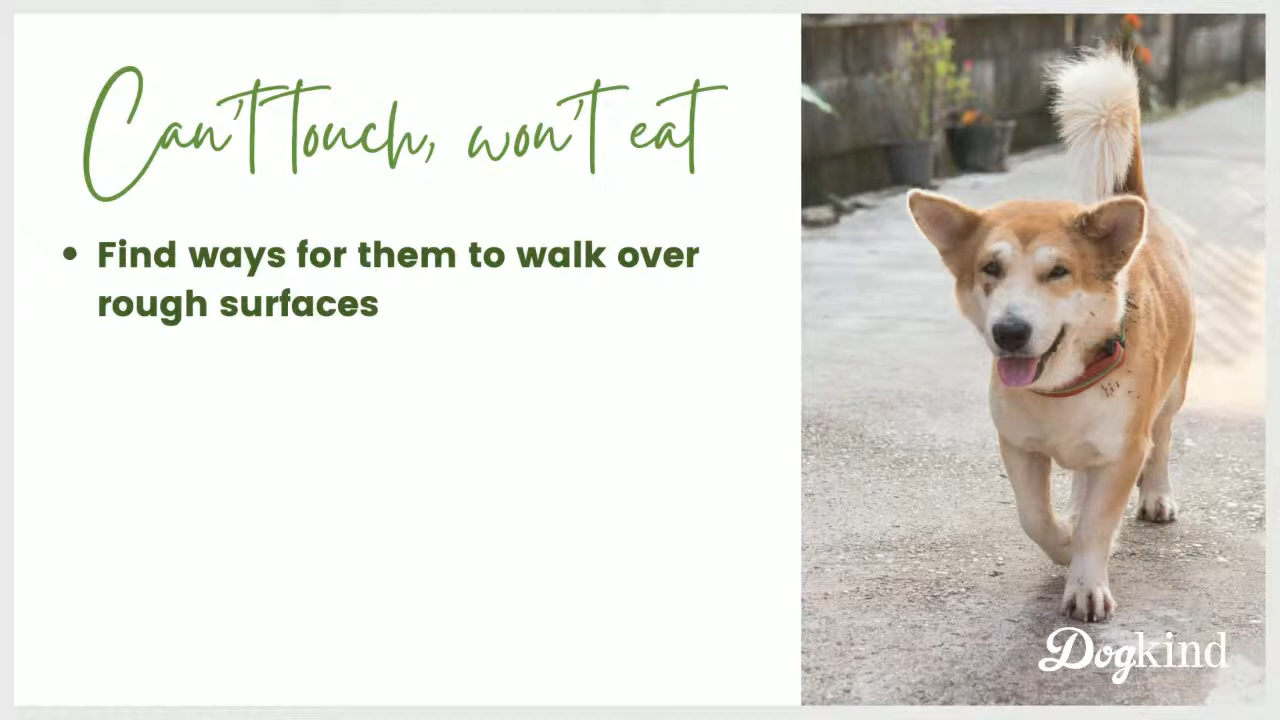 Can't touch, won't eat
• Find ways for them to walk over
rough surfaces
Dogkind